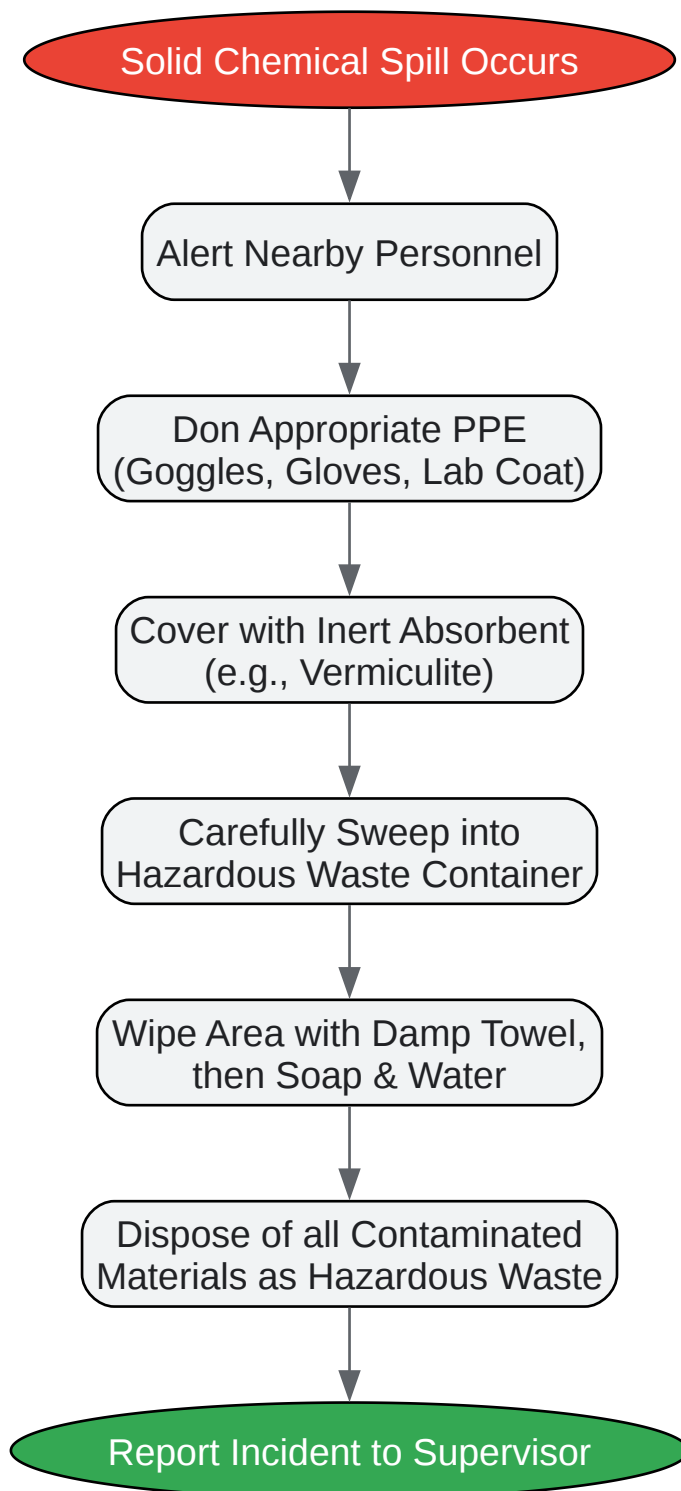 Solid Chemical Spill Occurs
Alert Nearby Personnel
Don Appropriate PPE
(Goggles, Gloves, Lab Coat)
Cover with Inert Absorbent
(e.g., Vermiculite)
Carefully Sweep into
Hazardous Waste Container
Wipe Area with Damp Towel,
then Soap & Water
Dispose of all Contaminated
Materials as Hazardous Waste
Report Incident to Supervisor